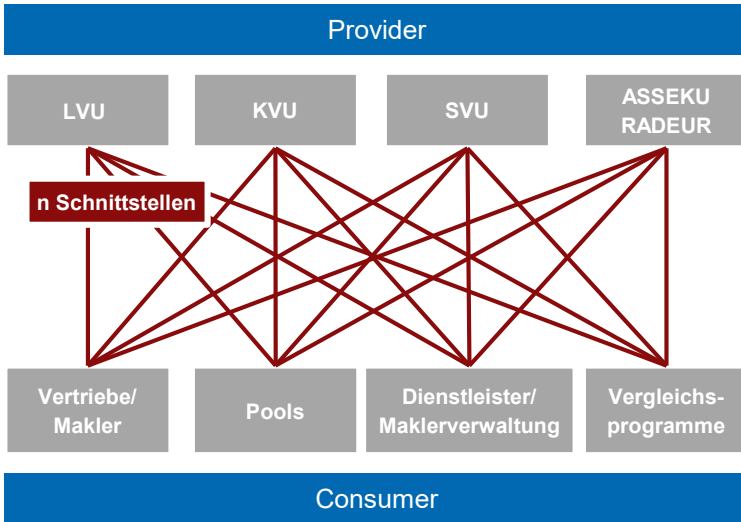 Provider
LVU
KVU
SVU
ASSEKU
RADEUR
n Schnittstellen
Vertriebe/
Makler
Pools
Dienstleister/
Maklerverwaltung
Vergleichs-
programme
Consumer